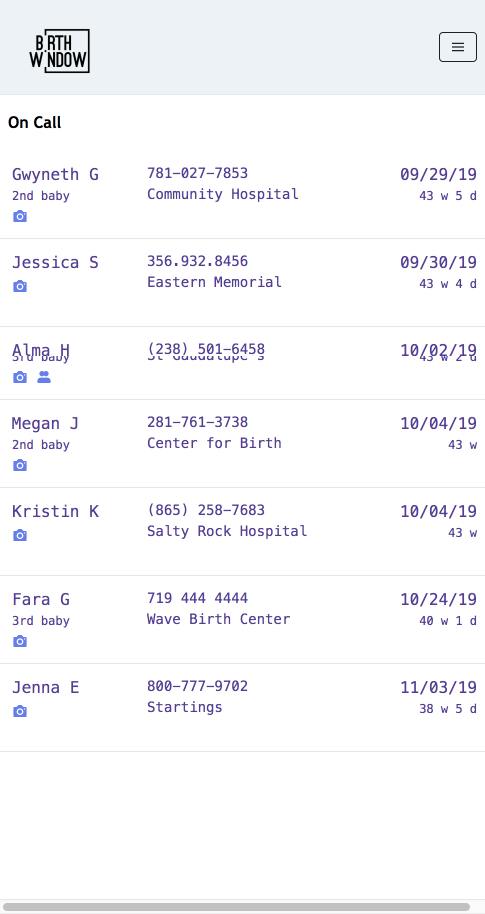 BIRTH
WINDOW
On Call
Gwyneth G 781-027-7853 09/29/19
2nd baby Community Hospital 43 w 5 d
Jessica S 356.932.8456 09/30/19
Eastern Memorial 43 w 4 d
Alma H (238) 501-6458 10/02/19
baby 43 w 2 d
Megan J 281-761-3738 10/04/19
2nd baby Center for Birth 43 w
Kristin K (865) 258-7683 10/04/19
Salty Rock Hospital 43 w
Fara G 719 444 4444 10/24/19
3rd baby Wave Birth Center 40 w 1 d
Jenna E 800-777-9702 11/03/19
Startings 38 w 5 d